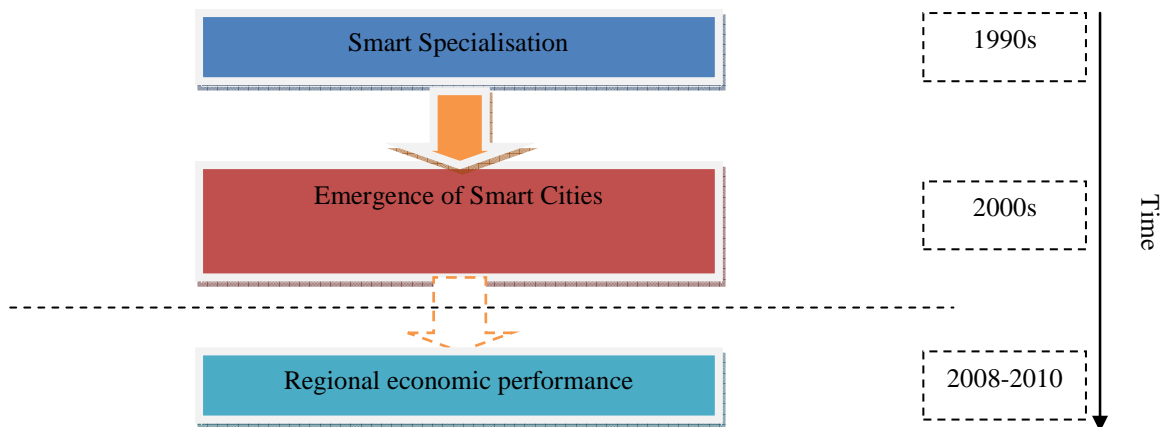 Smart Specialisation
1990s
Emergence of Smart Cities
2000s
Time
Regional economic performance
2008-2010